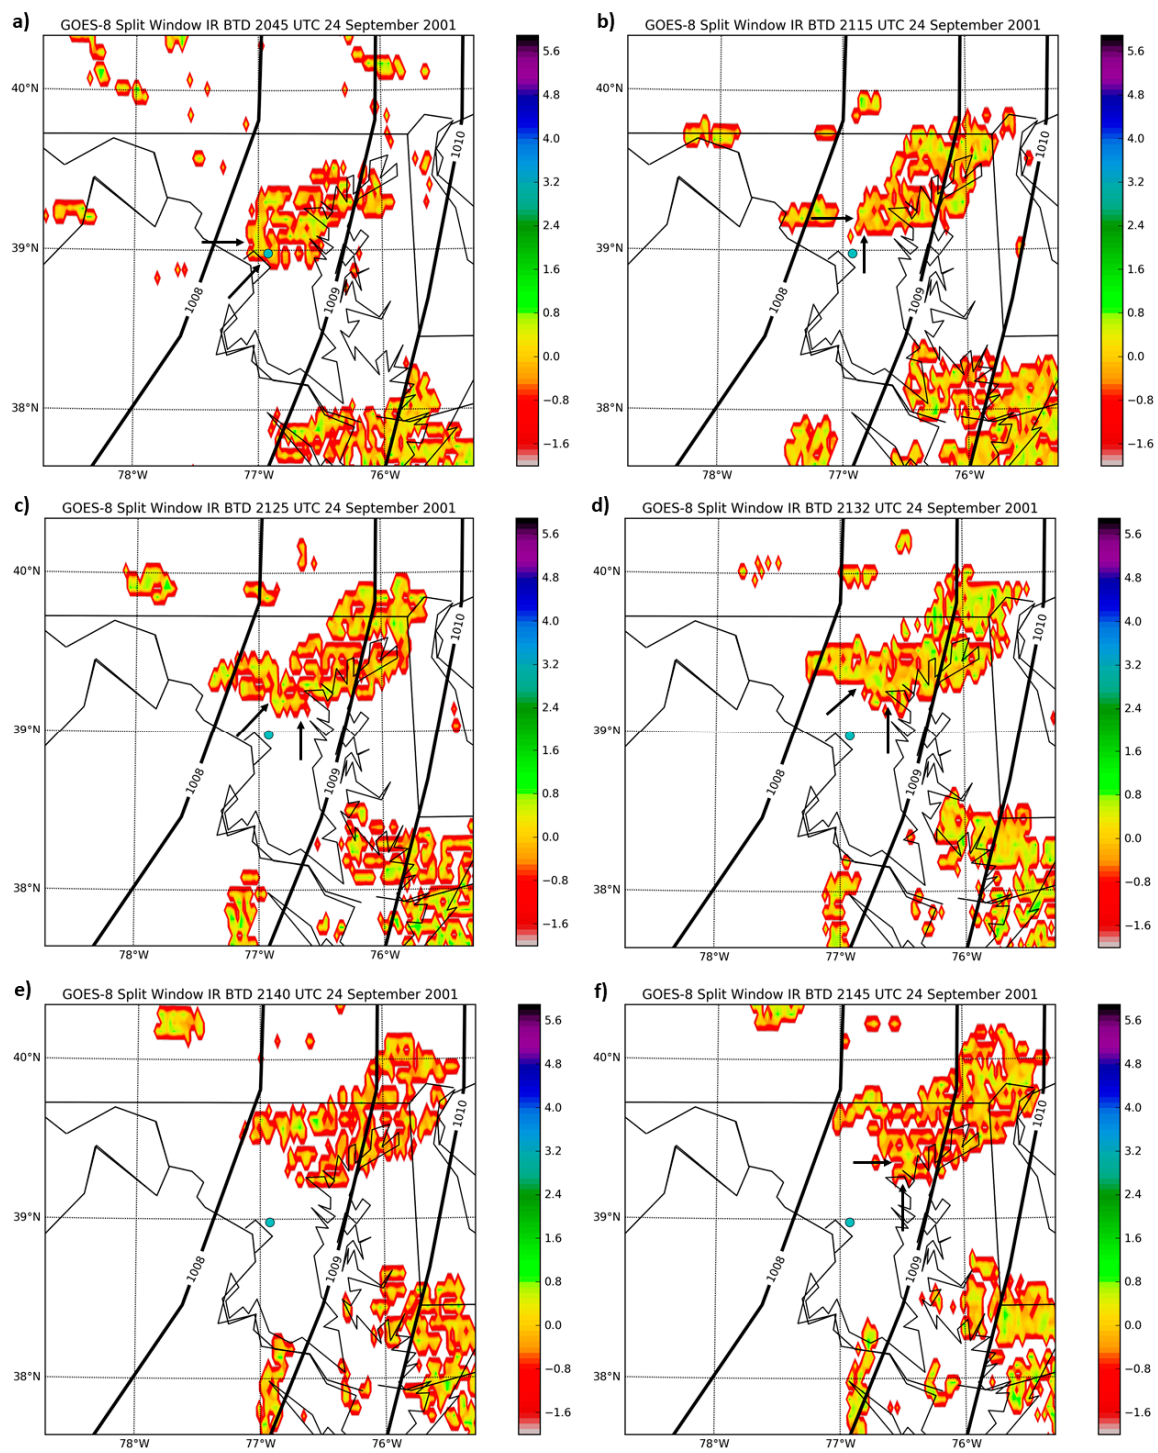 a) GOES-8 Split Window IR BTD 2045 UTC 24 September 2001
40°N
39°N
38°N
78°W 77°W 76°W
1008 1009 1010
5.6
4.8
4.0
3.2
2.4
1.6
0.8
0.0
−0.8
−1.6
b) GOES-8 Split Window IR BTD 2115 UTC 24 September 2001
40°N
39°N
38°N
78°W 77°W 76°W
1008 1009 1010
5.6
4.8
4.0
3.2
2.4
1.6
0.8
0.0
−0.8
−1.6
c) GOES-8 Split Window IR BTD 2125 UTC 24 September 2001
40°N
39°N
38°N
78°W 77°W 76°W
1008 1009 1010
5.6
4.8
4.0
3.2
2.4
1.6
0.8
0.0
−0.8
−1.6
d) GOES-8 Split Window IR BTD 2132 UTC 24 September 2001
40°N
39°N
38°N
78°W 77°W 76°W
1008 1009 1010
5.6
4.8
4.0
3.2
2.4
1.6
0.8
0.0
−0.8
−1.6
e) GOES-8 Split Window IR BTD 2140 UTC 24 September 2001
40°N
39°N
38°N
78°W 77°W 76°W
1008 1009 1010
5.6
4.8
4.0
3.2
2.4
1.6
0.8
0.0
−0.8
−1.6
f) GOES-8 Split Window IR BTD 2145 UTC 24 September 2001
40°N
39°N
38°N
78°W 77°W 76°W
1008 1009 1010
5.6
4.8
4.0
3.2
2.4
1.6
0.8
0.0
−0.8
−1.6